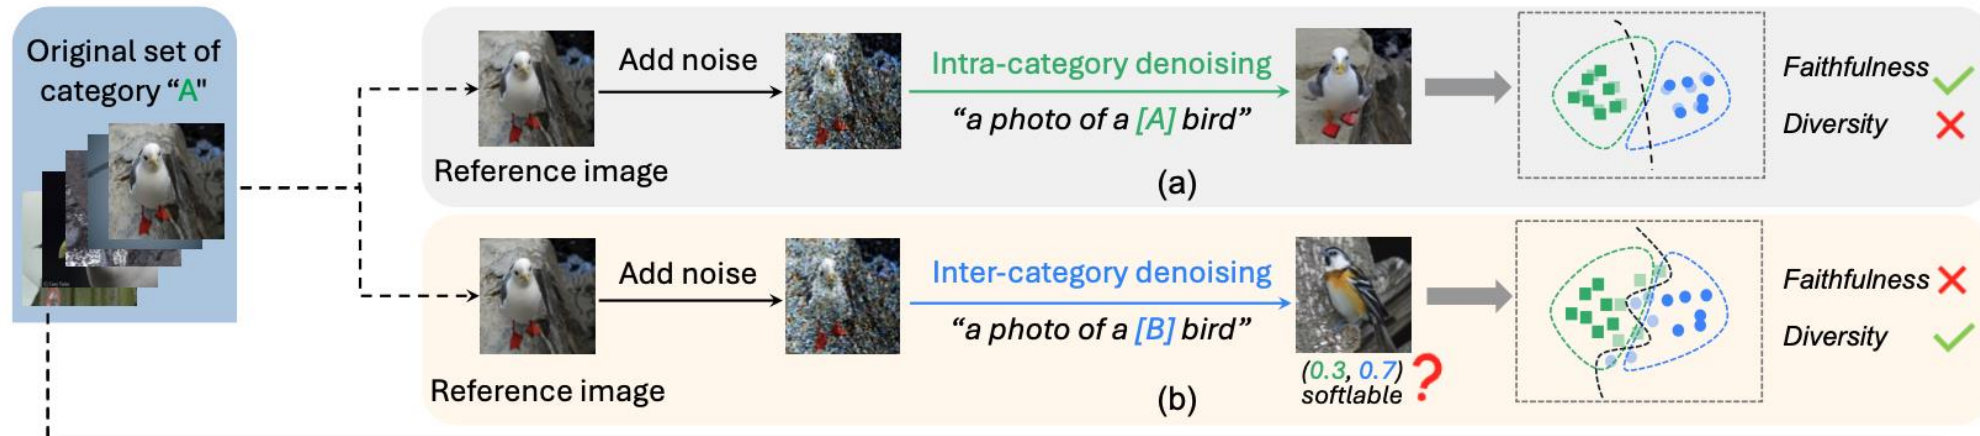 Original set of
category “A"
Reference image
Add noise
Intra-category denoising
“a photo of a [A] bird”
(a)
Faithfulness
Diversity
Reference image
Add noise
Inter-category denoising
“a photo of a [B] bird”
(0.3, 0.7)
softlable
?
(b)
Faithfulness
Diversity